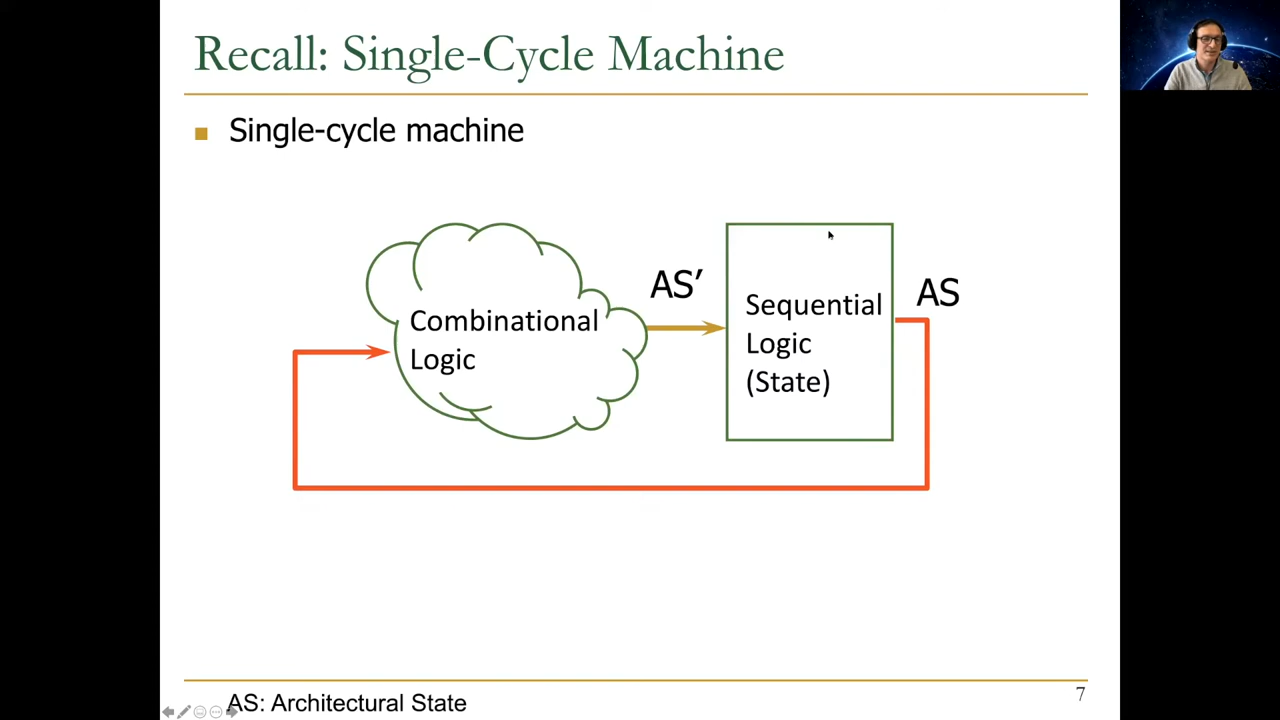 Recall: Single-Cycle Machine
Single-cycle machine
Combinational
Logic
AS’
Sequential
Logic
(State)
AS
AS: Architectural State
7